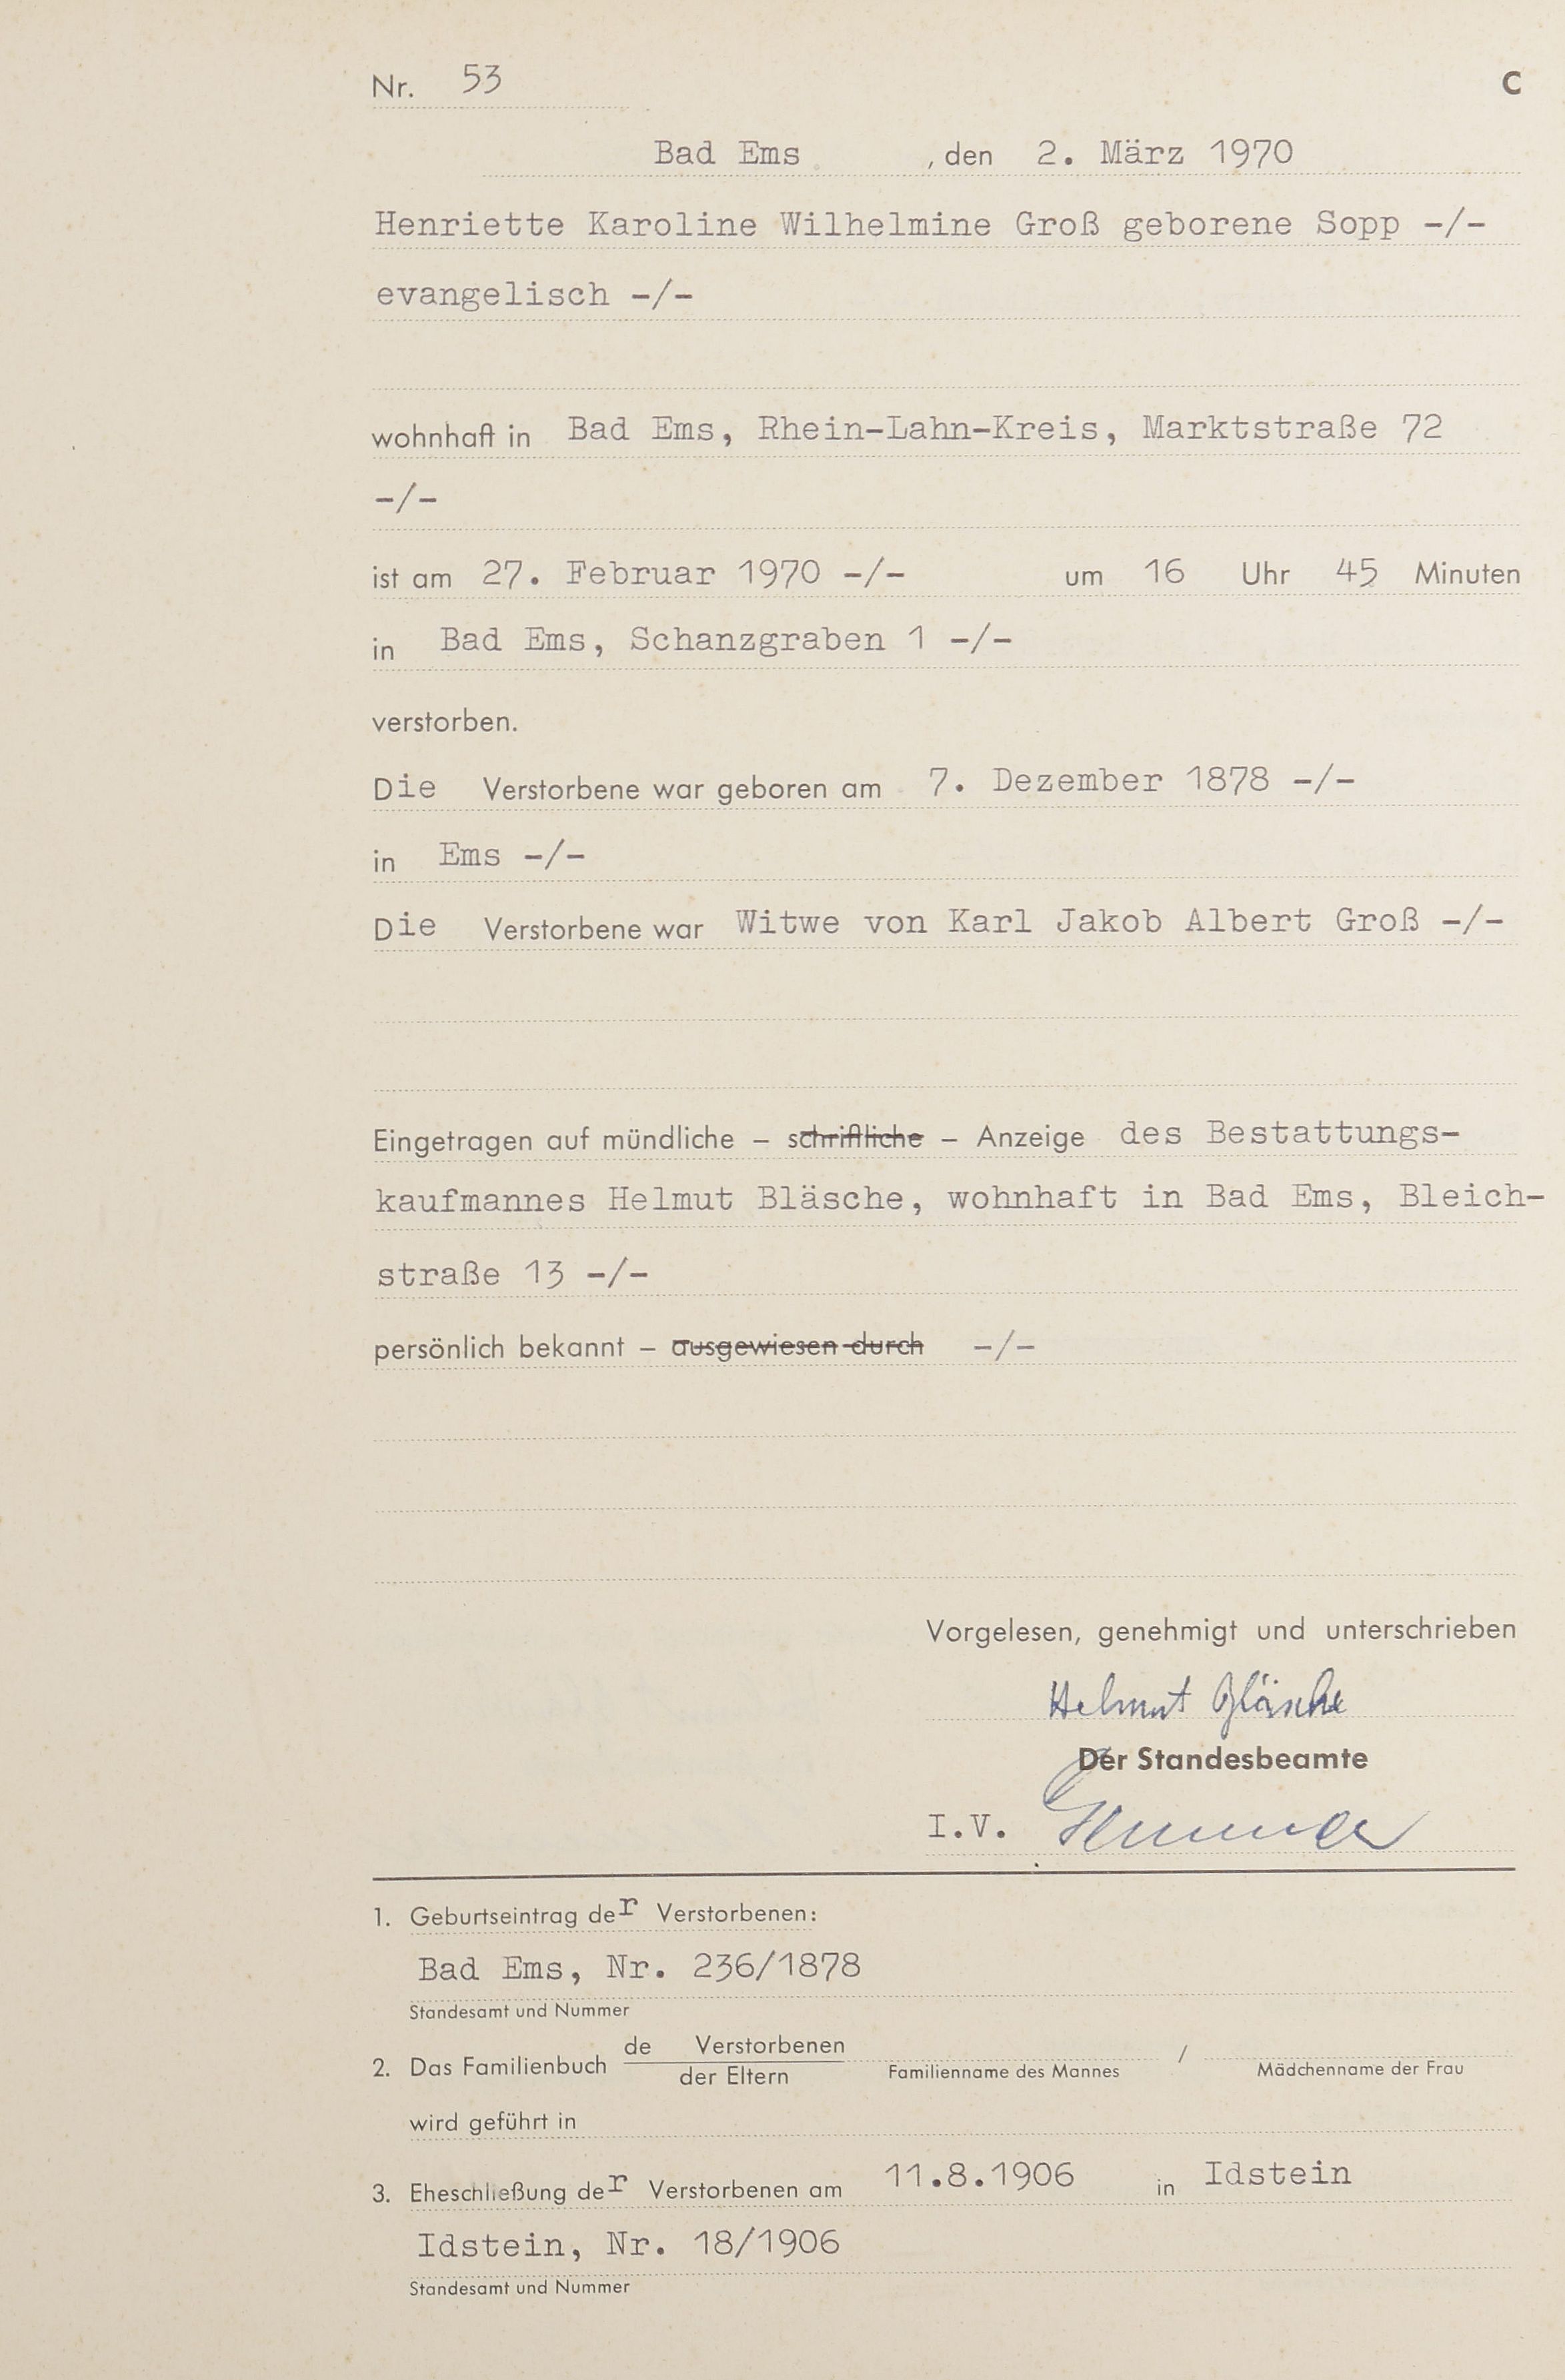 Nr. 53 C
Bad Ems , den 2. März 1970
Henriette Karoline Wilhelmine Groß geborene Sopp -/-
evangelisch -/-
wohnhaft in Bad Ems, Rhein-Lahn-Kreis, Marktstraße 72
-/-
ist am 27. Februar 1970 -/- um 16 Uhr 45 Minuten
in Bad Ems, Schanzgraben 1 -/-
verstorben.
Die Verstorbene war geboren am 7. Dezember 1878 -/-
in Ems -/-
Die Verstorbene war Witwe von Karl Jakob Albert Groß -/-
Eingetragen auf mündliche – schriftliche – Anzeige des Bestattungs-
kaufmannes Helmut Bläsche, wohnhaft in Bad Ems, Bleich-
straße 13 -/-
persönlich bekannt – ausgewiesen durch -/-
Vorgelesen, genehmigt und unterschrieben
Helmut Bläsche
Der Standesbeamte
I.V.
1. Geburtseintrag der Verstorbenen:
Bad Ems, Nr. 236/1878
Standesamt und Nummer
2. Das Familienbuch de Verstorbenen / der Eltern Familienname des Mannes / Mädchenname der Frau
wird geführt in
3. Eheschließung der Verstorbenen am 11.8.1906 in Idstein
Idstein, Nr. 18/1906
Standesamt und Nummer